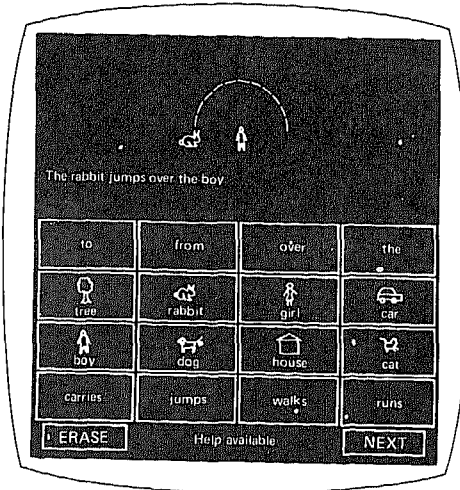 The rabbit jumps over the boy
to from over the
tree rabbit girl car
boy dog house cat
carries jumps walks runs
ERASE Help available NEXT